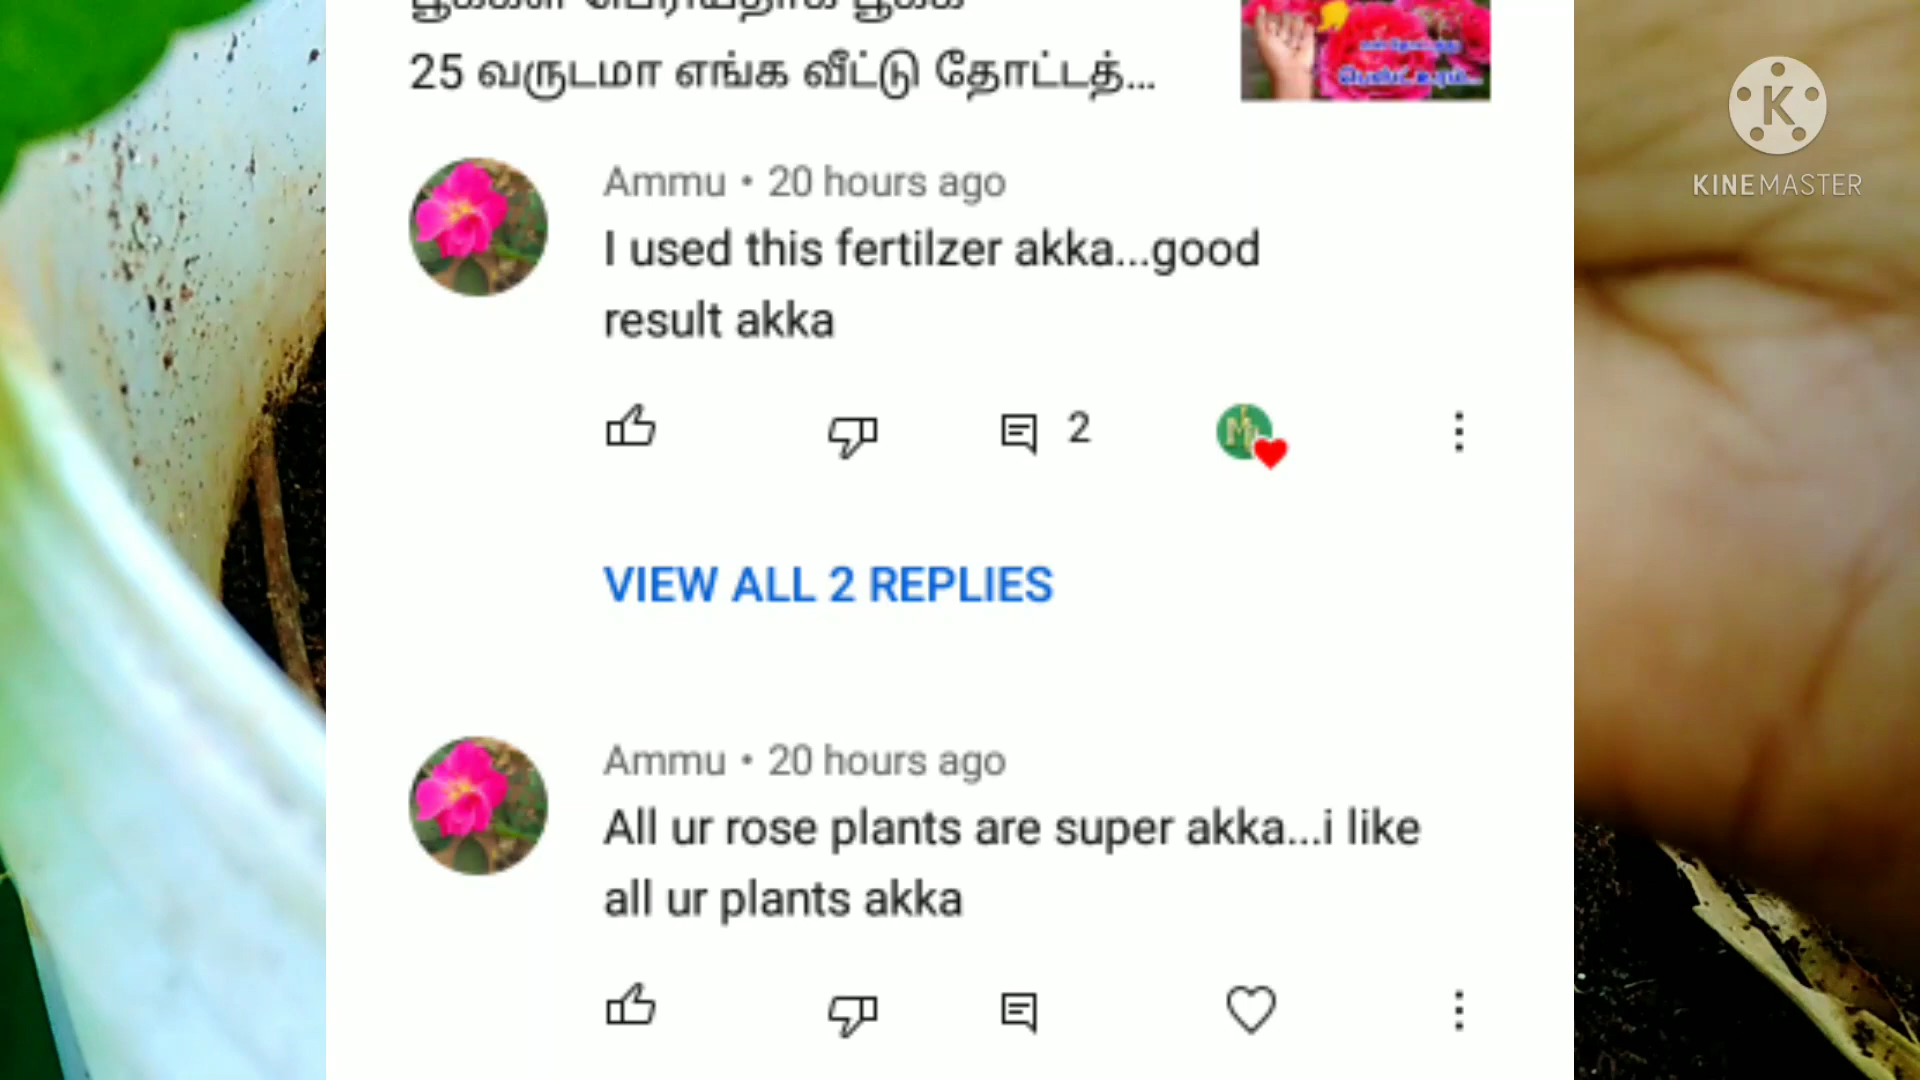 பூக்கள் பெரியதாக பூக்க
25 வருடமா எங்க வீட்டு தோட்டத்...
Ammu • 20 hours ago
I used this fertilzer akka...good
result akka
2
VIEW ALL 2 REPLIES
Ammu • 20 hours ago
All ur rose plants are super akka...i like
all ur plants akka
K
KINEMASTER